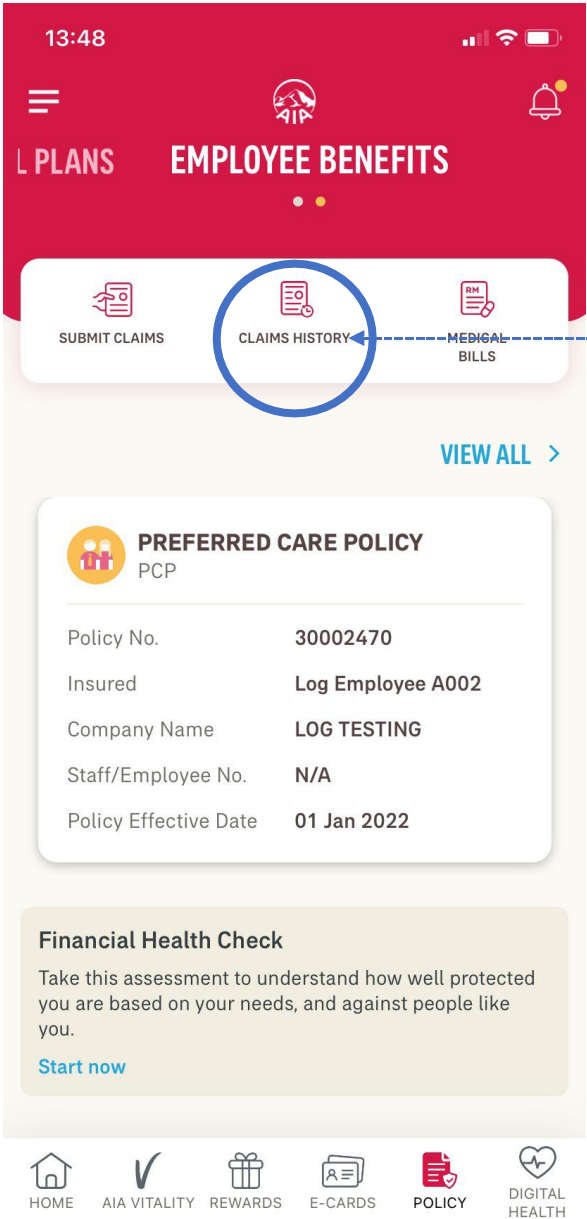 13:48
AIA
L PLANS EMPLOYEE BENEFITS
RM
SUBMIT CLAIMS CLAIMS HISTORY MEDICAL
BILLS
VIEW ALL >
PREFERRED CARE POLICY
PCP
Policy No. 30002470
Insured Log Employee A002
Company Name LOG TESTING
Staff/Employee No. N/A
Policy Effective Date 01 Jan 2022
Financial Health Check
Take this assessment to understand how well protected
you are based on your needs, and against people like
you.
Start now
HOME AIA VITALITY REWARDS E-CARDS POLICY DIGITAL
HEALTH